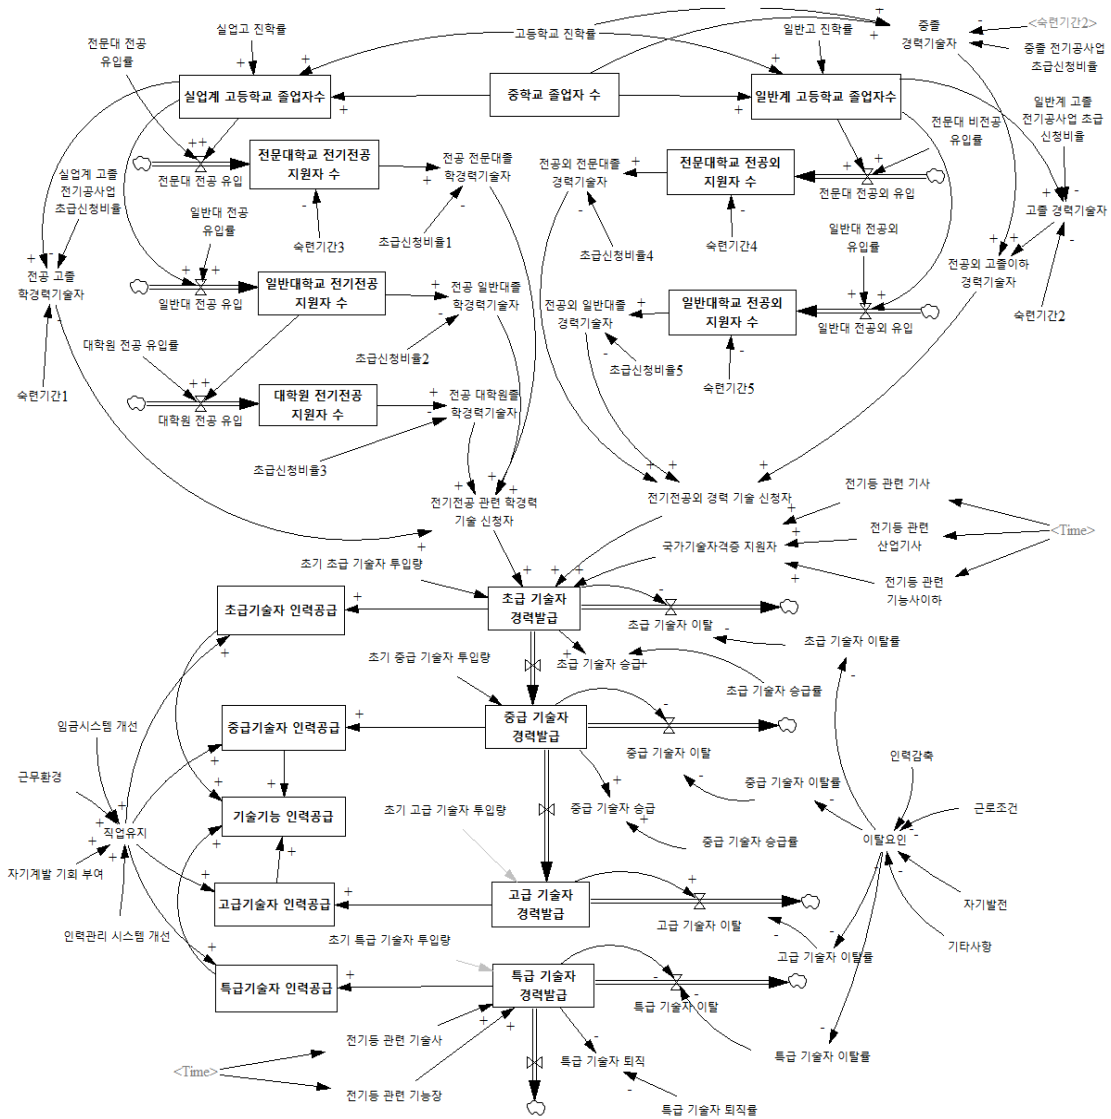 실업고 진학률
고등학교 진학률
일반고 진학률
중졸
경력기술자
<숙련기간2>
중졸 전기공사업
초급신청비율
전문대 전공
유입률
실업계 고등학교 졸업자수
중학교 졸업자 수
일반계 고등학교 졸업자수
일반계 고졸
전기공사업 초급
신청비율
전문대 비전공
유입률
전문대 전공 유입
전문대학교 전기전공
지원자 수
전공 전문대졸
학경력기술자
전공외 전문대졸
경력기술자
전문대학교 전공외
지원자 수
전문대 전공외 유입
실업계 고졸
전기공사업
초급신청비율
고졸 경력기술자
일반대 전공
유입률
숙련기간3
초급신청비율1
초급신청비율4
숙련기간4
일반대 전공외
유입률
전공 고졸
학경력기술자
전공외 고졸이하
경력기술자
일반대 전공 유입
일반대학교 전기전공
지원자 수
전공 일반대졸
학경력기술자
전공외 일반대졸
경력기술자
일반대학교 전공외
지원자 수
일반대 전공외 유입
숙련기간2
대학원 전공 유입률
초급신청비율2
초급신청비율5
숙련기간5
숙련기간1
대학원 전공 유입
대학원 전기전공
지원자 수
전공 대학원졸
학경력기술자
초급신청비율3
전기전공 관련 학경력
기술 신청자
전기전공외 경력 기술 신청자
전기등 관련 기사
<Time>
전기등 관련
산업기사
국가기술자격증 지원자
전기등 관련
기능사이하
초기 초급 기술자 투입량
초급기술자 인력공급
초급 기술자
경력발급
초급 기술자 이탈
초급 기술자 이탈률
초기 중급 기술자 투입량
초급 기술자 승급
초급 기술자 승급률
임금시스템 개선
중급기술자 인력공급
중급 기술자
경력발급
중급 기술자 이탈
인력감축
근무환경
중급 기술자 이탈률
초기 고급 기술자 투입량
중급 기술자 승급
근로조건
기술기능 인력공급
직업유지
중급 기술자 승급률
이탈요인
자기계발 기회 부여
고급기술자 인력공급
고급 기술자
경력발급
고급 기술자 이탈
자기발전
인력관리 시스템 개선
초기 특급 기술자 투입량
고급 기술자 이탈률
기타사항
특급기술자 인력공급
특급 기술자
경력발급
특급 기술자 이탈
전기등 관련 기술사
특급 기술자 퇴직
특급 기술자 이탈률
<Time>
전기등 관련 기능장
특급 기술자 퇴직률